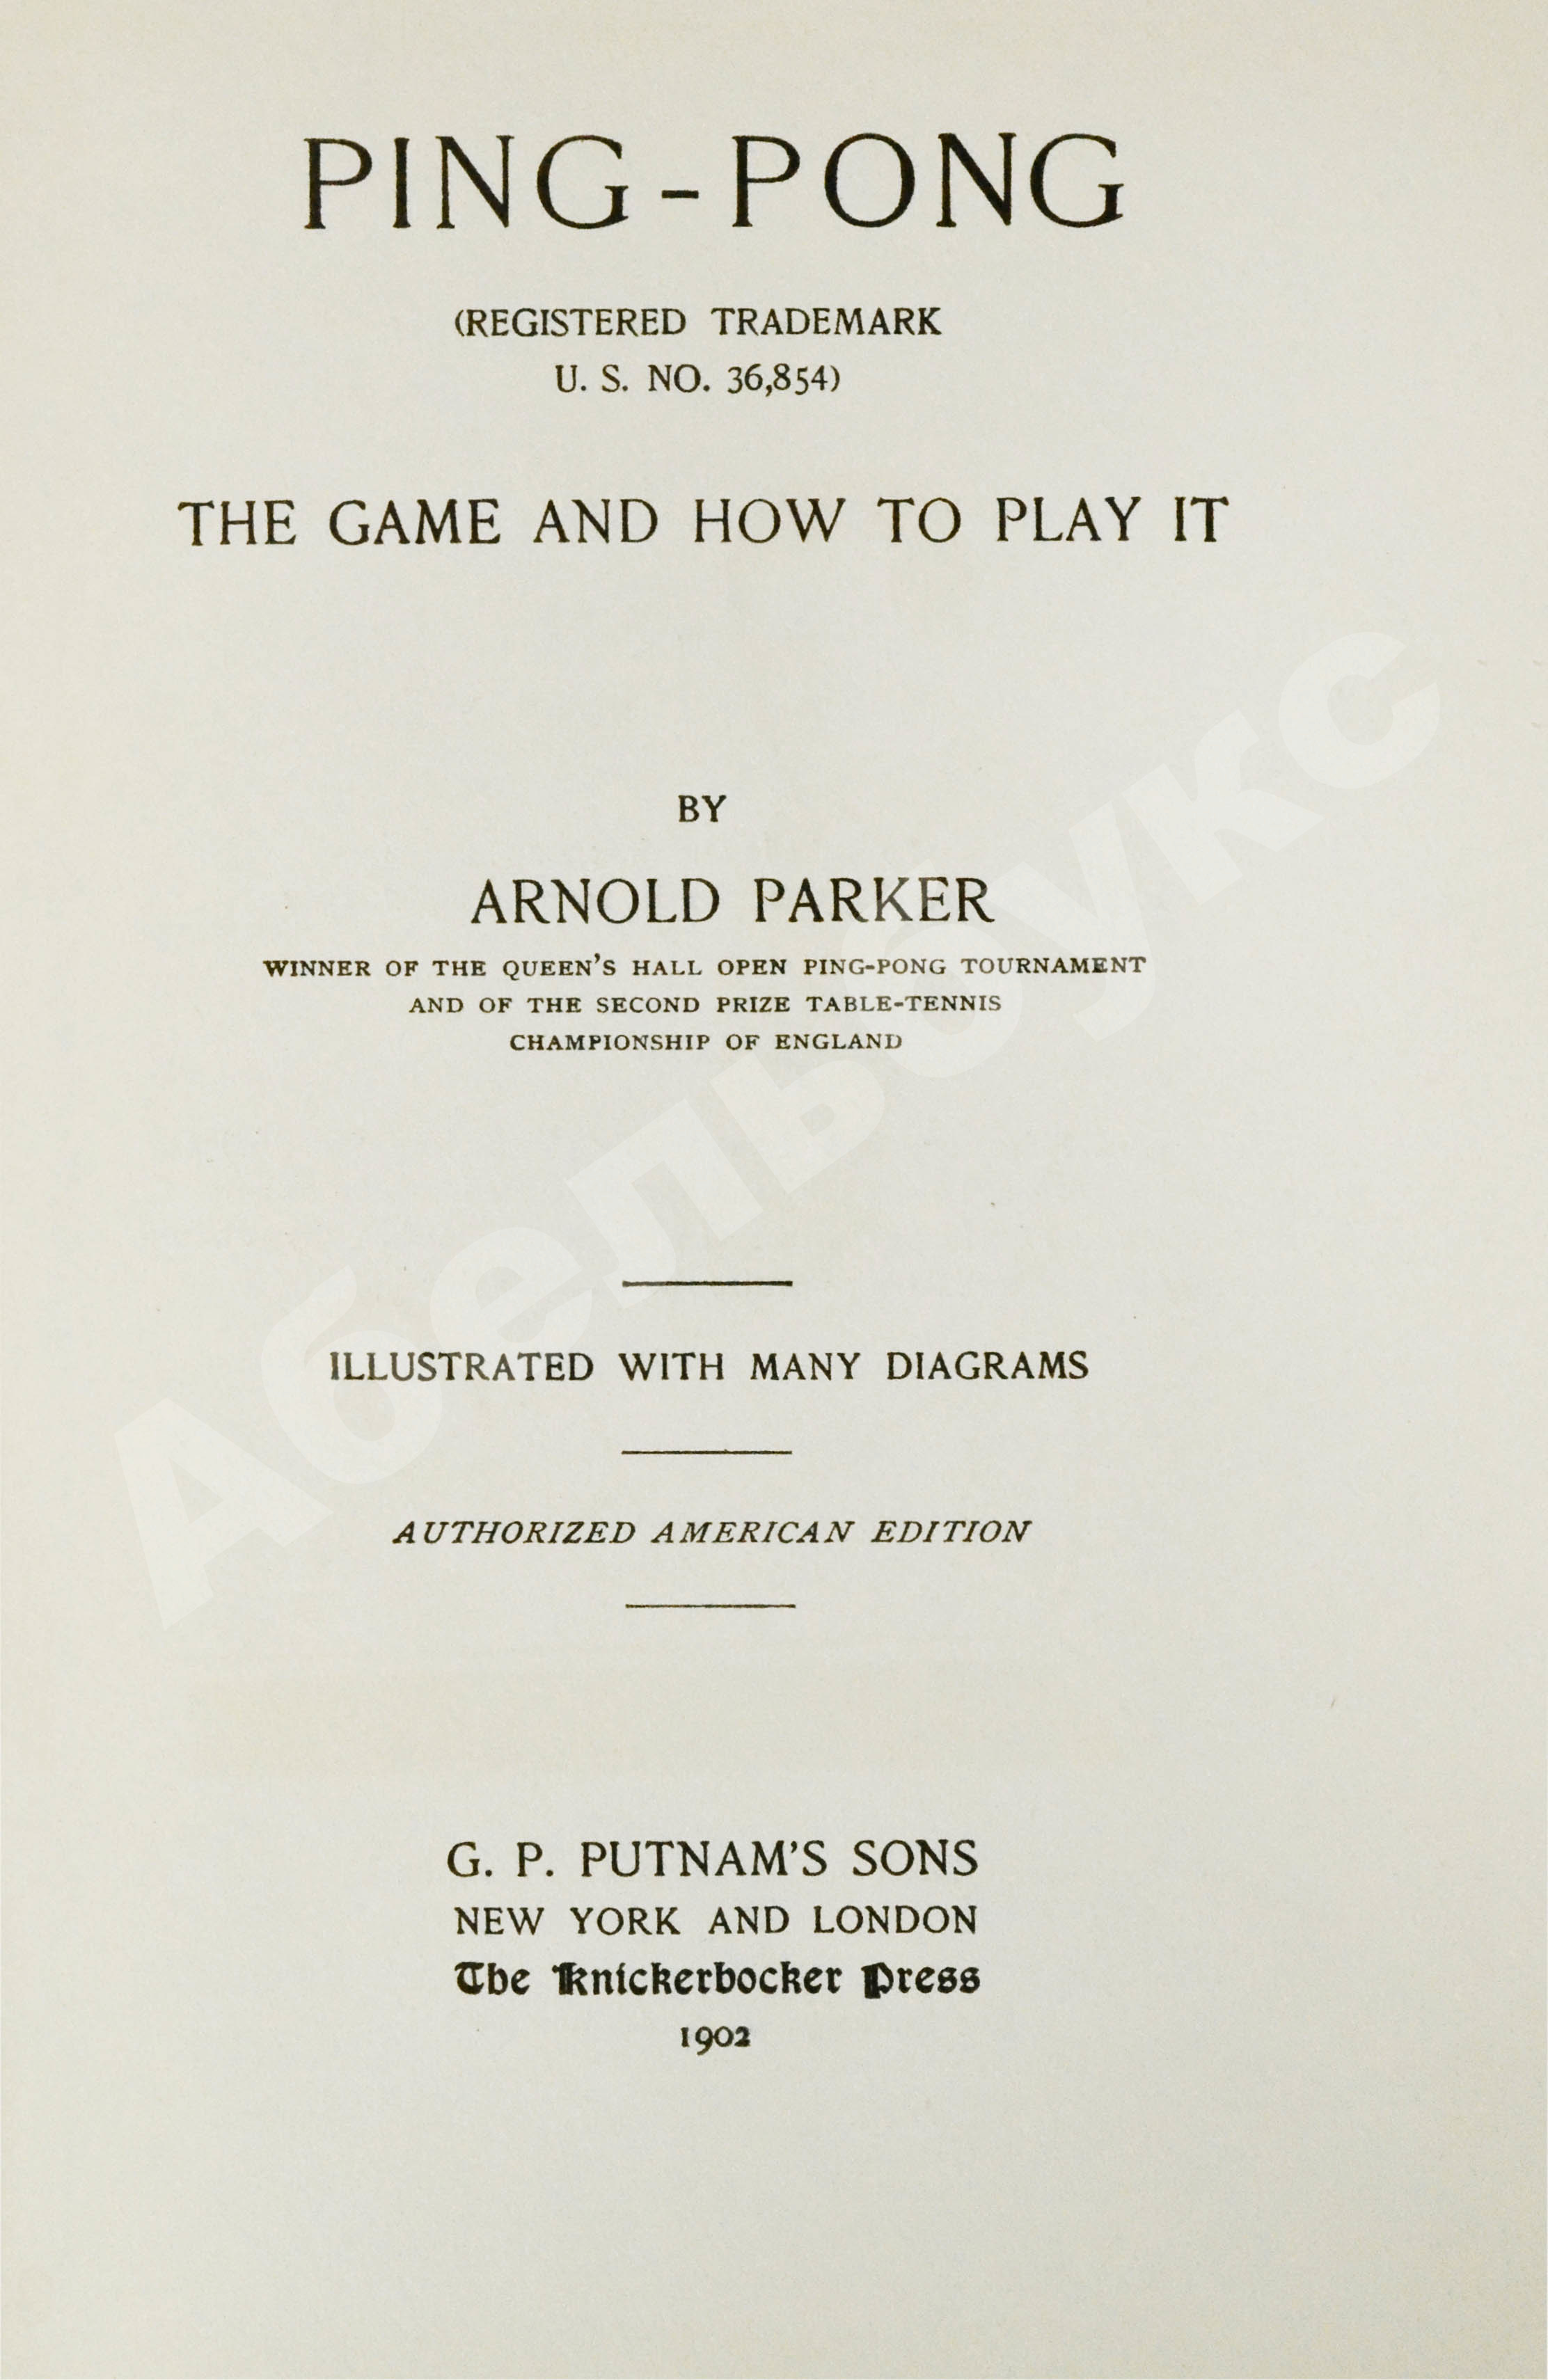 PING-PONG
(REGISTERED TRADEMARK
U. S. NO. 36,854)
THE GAME AND HOW TO PLAY IT
BY
ARNOLD PARKER
WINNER OF THE QUEEN'S HALL OPEN PING-PONG TOURNAMENT
AND OF THE SECOND PRIZE TABLE-TENNIS
CHAMPIONSHIP OF ENGLAND
Абельбукс
ILLUSTRATED WITH MANY DIAGRAMS
AUTHORIZED AMERICAN EDITION
G. P. PUTNAM'S SONS
NEW YORK AND LONDON
The Knickerbocker Press
1902